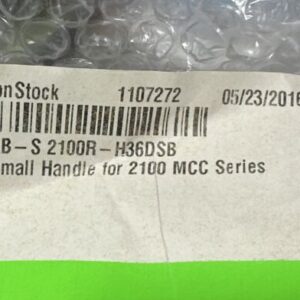 onStock 1107272 05/23/2016
B-S 2100R-H36DSB
mall Handle for 2100 MCC Series